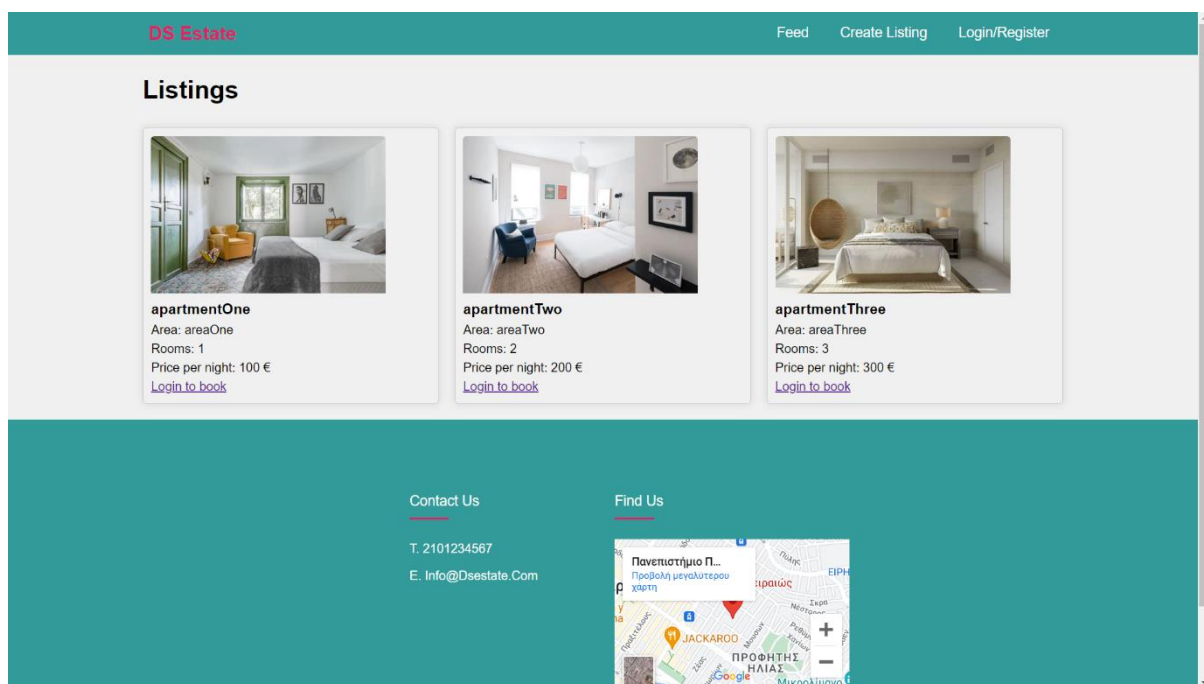 DS Estate
Feed
Create Listing
Login/Register
Listings
apartmentOne
Area: areaOne
Rooms: 1
Price per night: 100 €
Login to book
apartmentTwo
Area: areaTwo
Rooms: 2
Price per night: 200 €
Login to book
apartmentThree
Area: areaThree
Rooms: 3
Price per night: 300 €
Login to book
Contact Us
T. 2101234567
E. Info@Dsestate.Com
Find Us
Πανεπιστήμιο Π...
Προβολή μεγαλύτερου
χάρτη
JACKAROO
ΠΡΟΦΗΤΗΣ
ΗΛΙΑΣ
Google
Μικρολίμανο